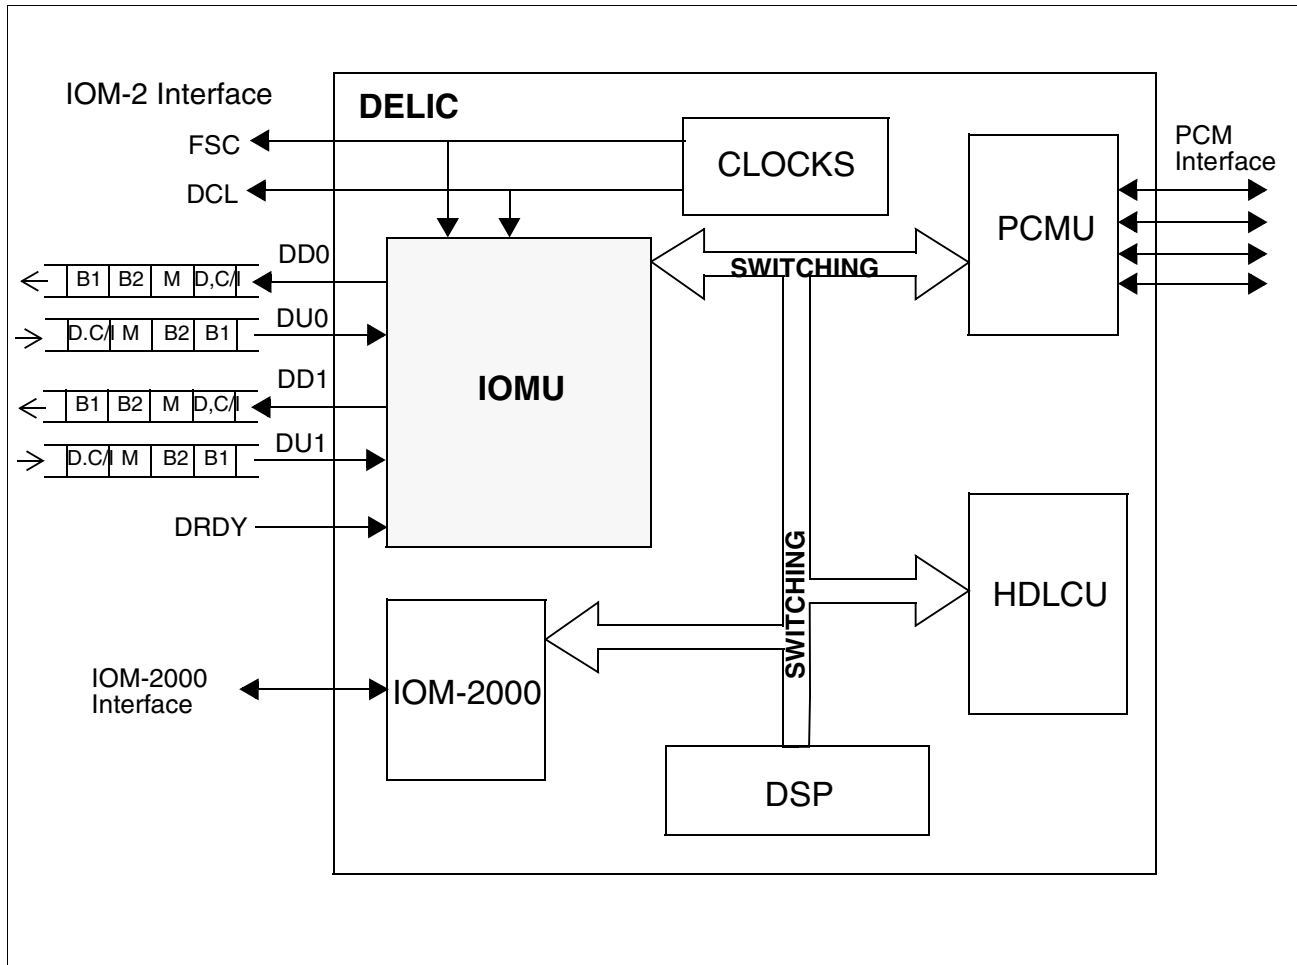 IOM-2 Interface
DELIC
FSC
CLOCKS
PCM
Interface
DCL
PCMU
DD0
SWITCHING
B1 B2 M D,C/I
DU0
D.C/I M B2 B1
DD1
IOMU
B1 B2 M D,C/I
DU1
D.C/I M B2 B1
DRDY
SWITCHING
HDLCU
IOM-2000
Interface
IOM-2000
DSP